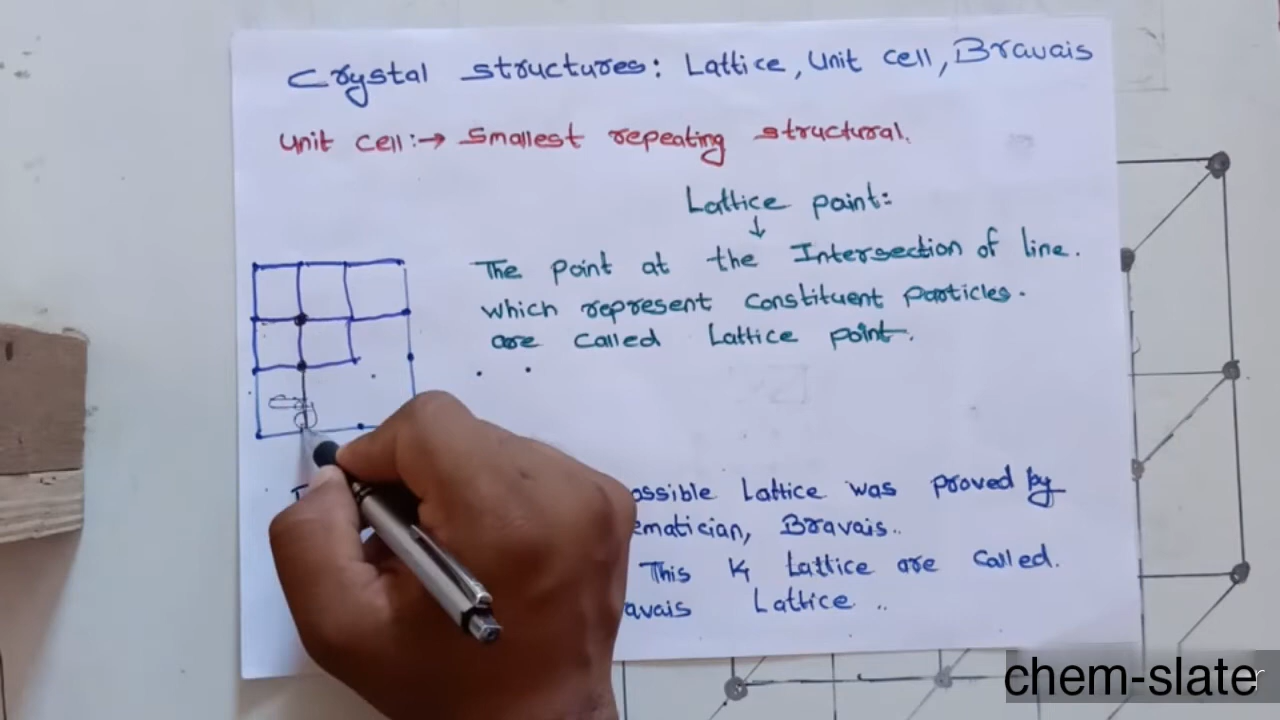 Crystal structures: Lattice, Unit cell, Bravais
Unit cell:→ Smallest repeating structural.
Lattice point:
↓
The point at the Intersection of line.
which represent constituent particles.
are called Lattice point.
ossible Lattice was proved by
ematician, Bravais..
This 14 Lattice are called.
avais Lattice ..
chem-slate